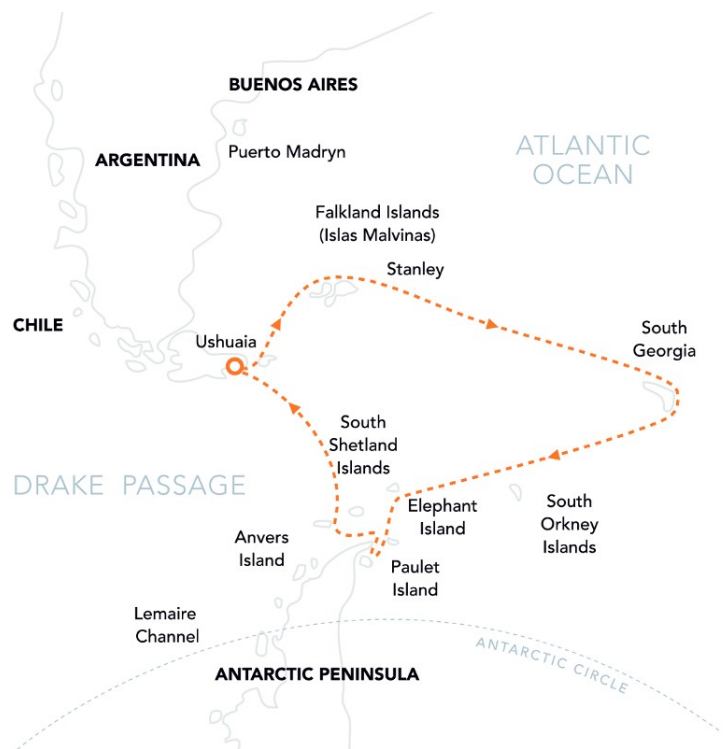 BUENOS AIRES
Puerto Madryn
ARGENTINA
ATLANTIC
OCEAN
Falkland Islands
(Islas Malvinas)
Stanley
CHILE
Ushuaia
South
Georgia
South
Shetland
Islands
DRAKE PASSAGE
Elephant
Island
South
Orkney
Islands
Anvers
Island
Paulet
Island
Lemaire
Channel
ANTARCTIC CIRCLE
ANTARCTIC PENINSULA